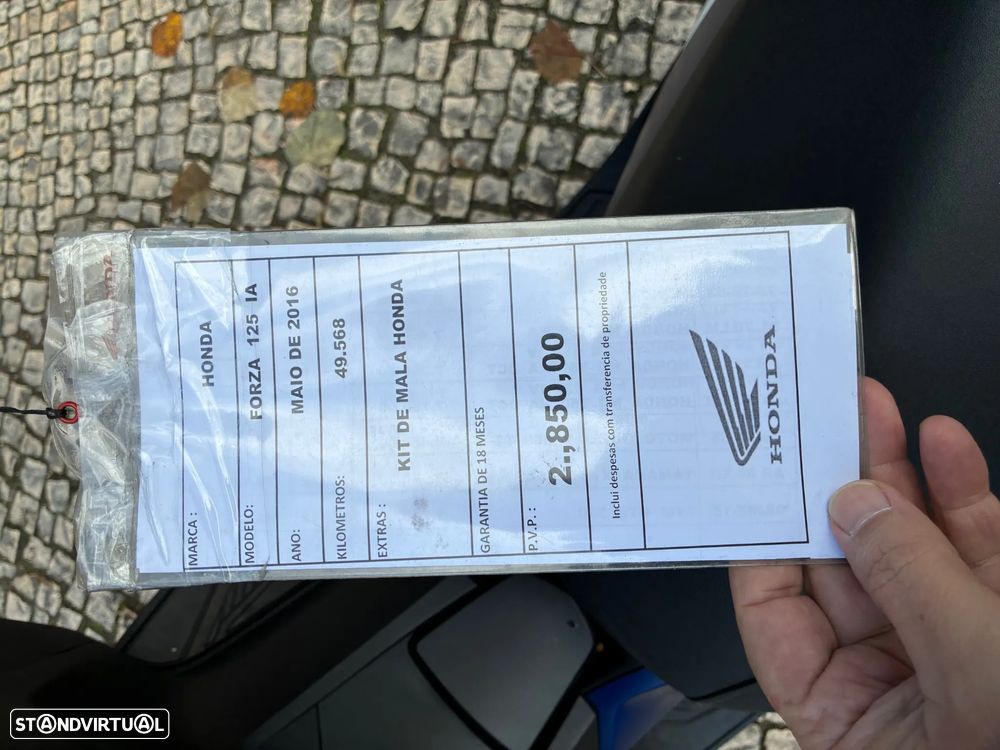 MARCA : HONDA
MODELO: FORZA 125 IA
ANO: MAIO DE 2016
KILOMETROS: 49.568
EXTRAS : KIT DE MALA HONDA
GARANTIA DE 18 MESES
P.V.P. : 2.,850,00
Inclui despesas com transferencia de propriedade
HONDA
STANDVIRTUAL